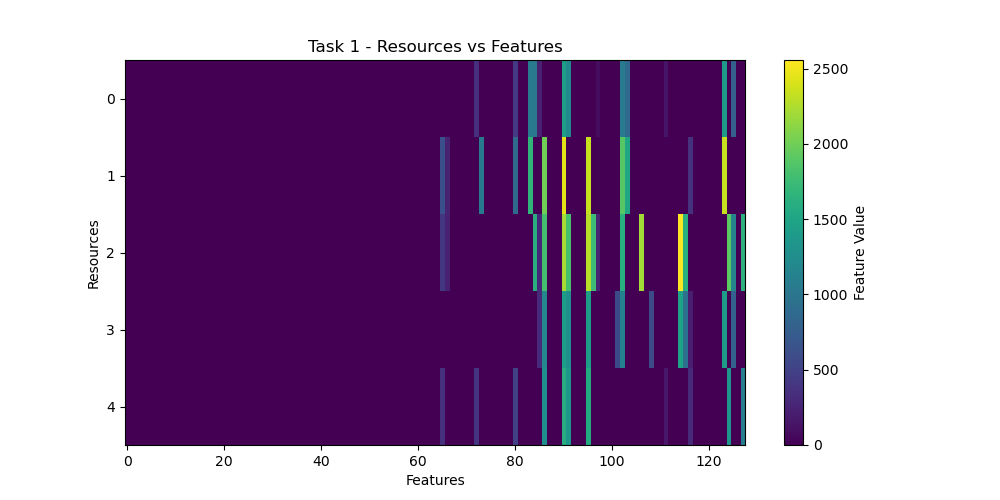 Task 1 - Resources vs Features
Resources
0
1
2
3
4
0 20 40 60 80 100 120
Features
2500
2000
1500
1000
500
0
Feature Value